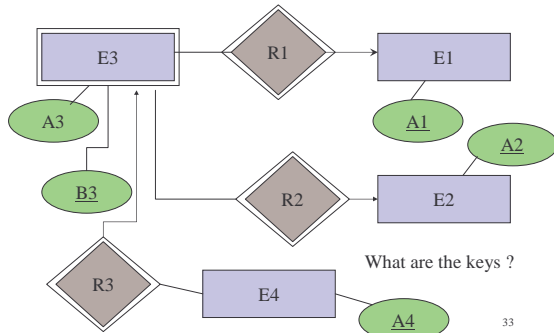 E3
R1
E1
A3
A1
A2
B3
R2
E2
What are the keys ?
R3
E4
A4
33